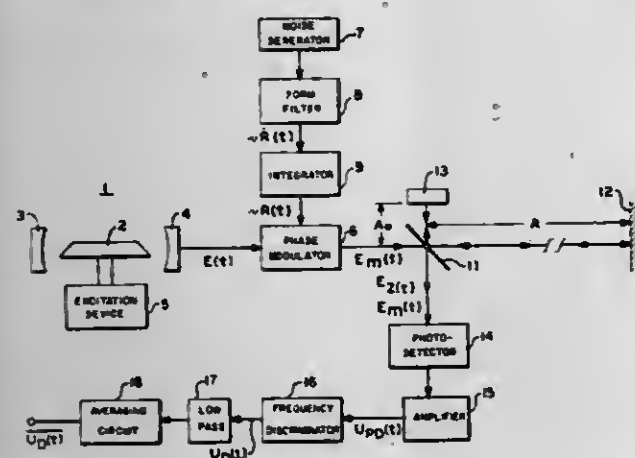 NOISE
GENERATOR
7
FORM
FILTER
8
~Ṙ(t)
INTEGRATOR
9
~R(t)
1
3
2
4
EXCITATION
DEVICE
5
E(t)
PHASE
MODULATOR
6
Em(t)
13
A₀
A
12
11
Ez(t)
Em(t)
PHOTO-
DETECTOR
14
AMPLIFIER
15
UPD(t)
FREQUENCY
DISCRIMINATOR
16
UD(t)
LOW
PASS
17
AVERAGING
CIRCUIT
18
UD(t)